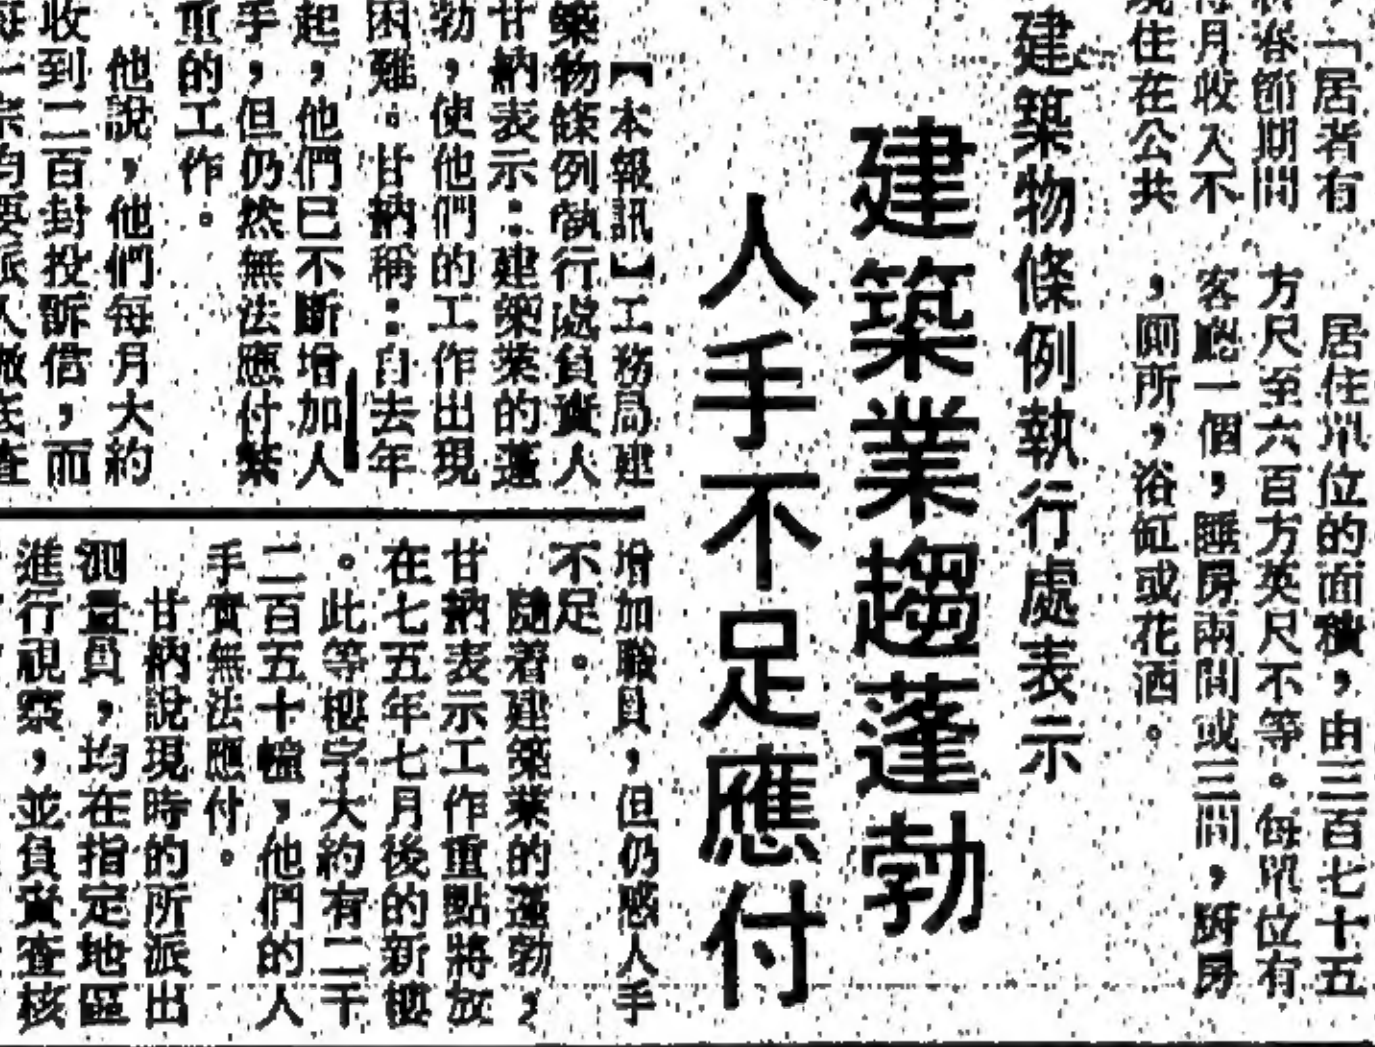 「居者有
春節期間
月收入不
住在公共
居住單位的面積，由三百七十五
方尺至六百方英尺不等。每單位有
客廳一個，睡房兩間或三間，廚房
，厠所，浴缸或花洒。
建築物條例執行處表示
建築業趨蓬勃
人手不足應付
【本報訊】工務局建
築物條例執行處負責人
甘納表示：建築業的蓬
勃，使他們的工作出現
困難。甘納稱：自去年
起，他們已不斷增加人
手，但仍然無法應付繁
重的工作。
他說，他們每月大約
收到二百封投訴信，而
每一宗均要派人徹底查
增加職員，但仍感人手
不足。
隨着建築業的蓬勃，
甘納表示工作重點將放
在七五年七月後的新樓
。此等樓宇大約有二千
二百五十幢，他們的人
手實無法應付。
甘納說現時的所派出
測量員，均在指定地區
進行視察，並負責查核